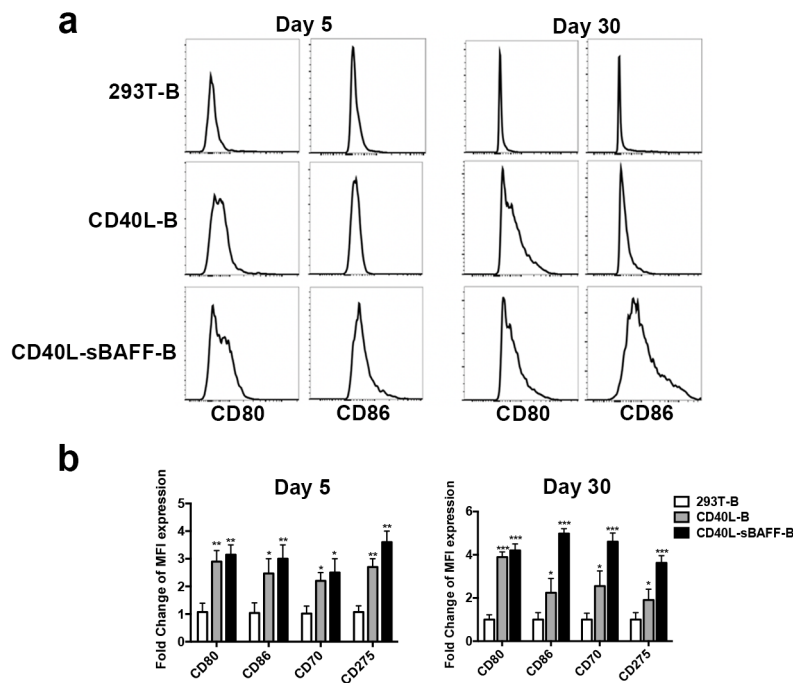 a
Day 5
Day 30
293T-B
CD40L-B
CD40L-sBAFF-B
CD80
CD86
CD80
CD86
b
Day 5
Day 30
Fold Change of MFI expression
5
4
3
2
1
0
** ** * ** * * ** **
CD80 CD86 CD70 CD275
Fold Change of MFI expression
6
4
2
0
*** *** * *** * *** * ***
CD80 CD86 CD70 CD275
293T-B
CD40L-B
CD40L-sBAFF-B